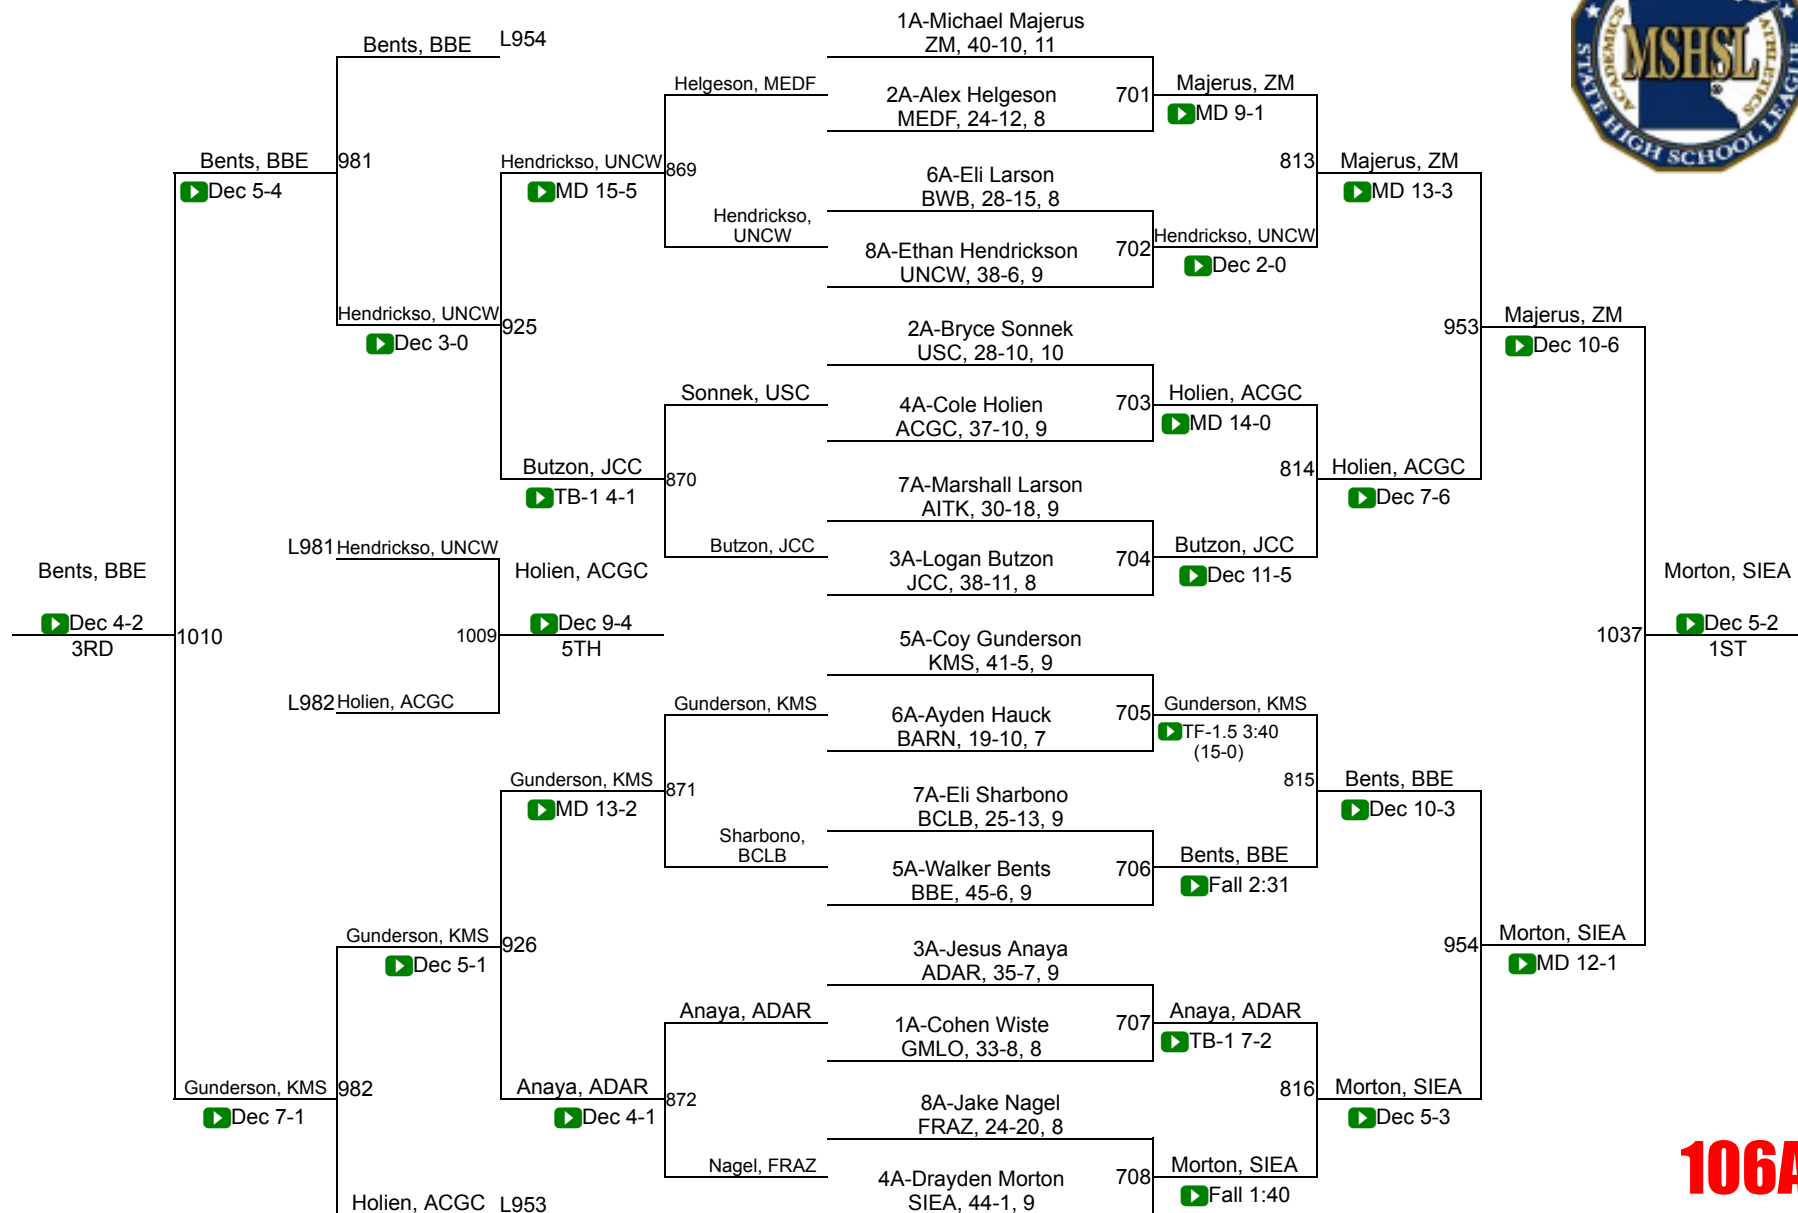 Bents, BBE
L954
Bents, BBE
981
Dec 5-4
Hendrickso, UNCW
925
Dec 3-0
Helgeson, MEDF
Hendrickso, UNCW
869
MD 15-5
Hendrickso,
UNCW
Sonnek, USC
Butzon, JCC
870
TB-1 4-1
Butzon, JCC
L981
Hendrickso, UNCW
Holien, ACGC
Bents, BBE
Dec 4-2
3RD
1010
1009
Dec 9-4
5TH
L982
Holien, ACGC
Gunderson, KMS
Gunderson, KMS
871
MD 13-2
Sharbono,
BCLB
Gunderson, KMS
926
Dec 5-1
Anaya, ADAR
Anaya, ADAR
872
Dec 4-1
Nagel, FRAZ
Gunderson, KMS
982
Dec 7-1
Holien, ACGC
L953
1A-Michael Majerus
ZM, 40-10, 11
2A-Alex Helgeson
MEDF, 24-12, 8
701
6A-Eli Larson
BWB, 28-15, 8
8A-Ethan Hendrickson
UNCW, 38-6, 9
702
2A-Bryce Sonnek
USC, 28-10, 10
4A-Cole Holien
ACGC, 37-10, 9
703
7A-Marshall Larson
AITK, 30-18, 9
3A-Logan Butzon
JCC, 38-11, 8
704
5A-Coy Gunderson
KMS, 41-5, 9
6A-Ayden Hauck
BARN, 19-10, 7
705
7A-Eli Sharbono
BCLB, 25-13, 9
5A-Walker Bents
BBE, 45-6, 9
706
3A-Jesus Anaya
ADAR, 35-7, 9
1A-Cohen Wiste
GMLO, 33-8, 8
707
8A-Jake Nagel
FRAZ, 24-20, 8
4A-Drayden Morton
SIEA, 44-1, 9
708
Majerus, ZM
MD 9-1
813
Hendrickso, UNCW
Dec 2-0
Holien, ACGC
MD 14-0
814
Butzon, JCC
Dec 11-5
Gunderson, KMS
TF-1.5 3:40
(15-0)
815
Bents, BBE
Fall 2:31
Anaya, ADAR
TB-1 7-2
816
Morton, SIEA
Fall 1:40
Majerus, ZM
MD 13-3
953
Holien, ACGC
Dec 7-6
Bents, BBE
Dec 10-3
954
Morton, SIEA
Dec 5-3
Majerus, ZM
Dec 10-6
1037
Morton, SIEA
MD 12-1
Morton, SIEA
Dec 5-2
1ST
MSHSL
ACADEMICS
ATHLETICS
STATE HIGH SCHOOL LEAGUE
106A